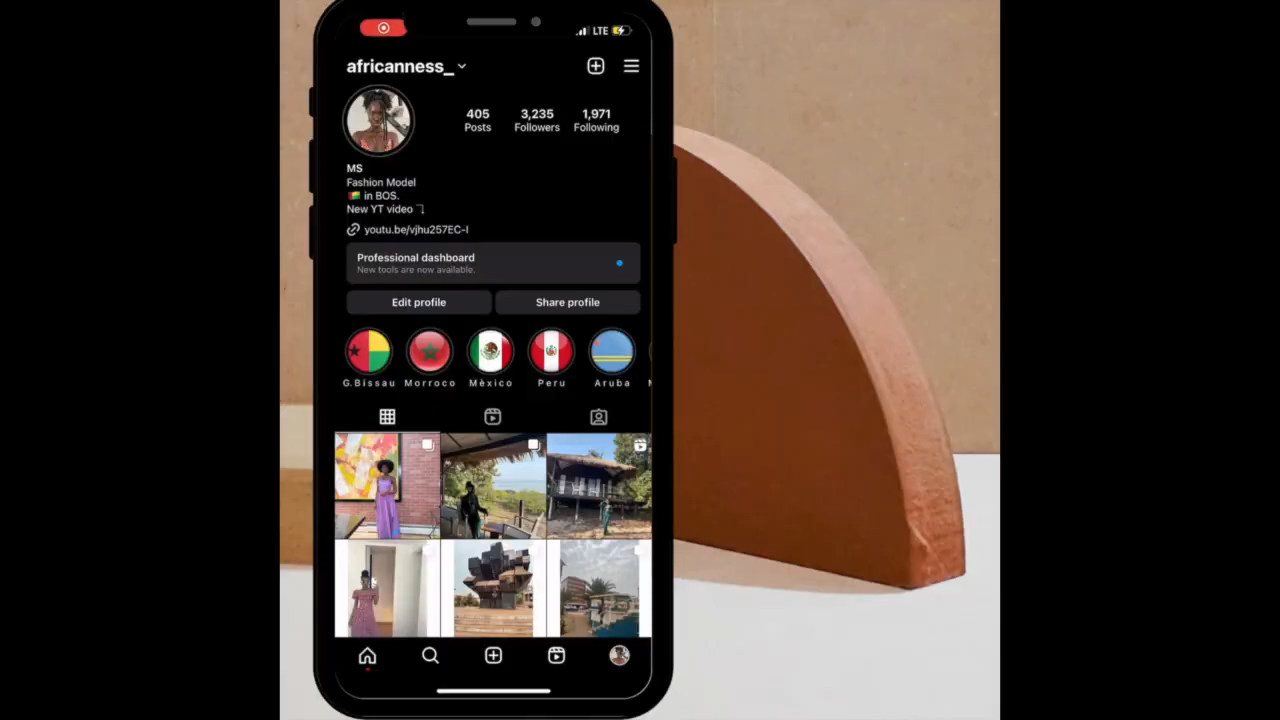 LTE
africanness_
405
3,235
1,971
Posts
Followers
Following
MS
Fashion Model
in BOS.
New YT video
youtu.be/vjhu257EC-I
Professional dashboard
New tools are now available.
Edit profile
Share profile
G.Bissau
Morroco
Mèxico
Peru
Aruba